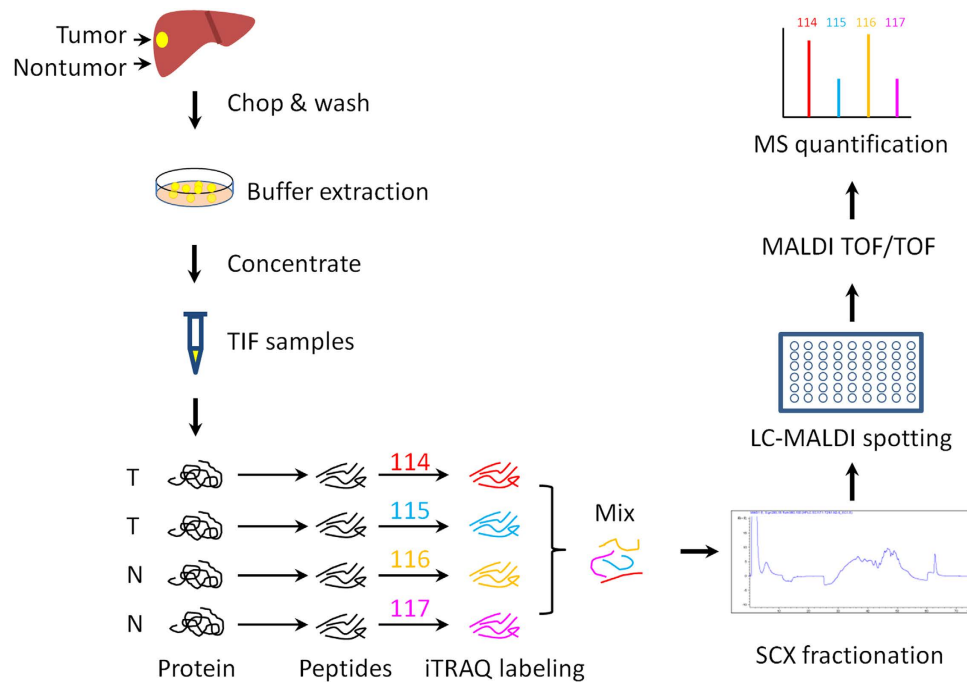 Tumor
Nontumor
Chop & wash
Buffer extraction
Concentrate
TIF samples
T
114
T
115
N
116
N
117
Protein
Peptides
iTRAQ labeling
Mix
SCX fractionation
LC-MALDI spotting
MALDI TOF/TOF
MS quantification
114 115 116 117